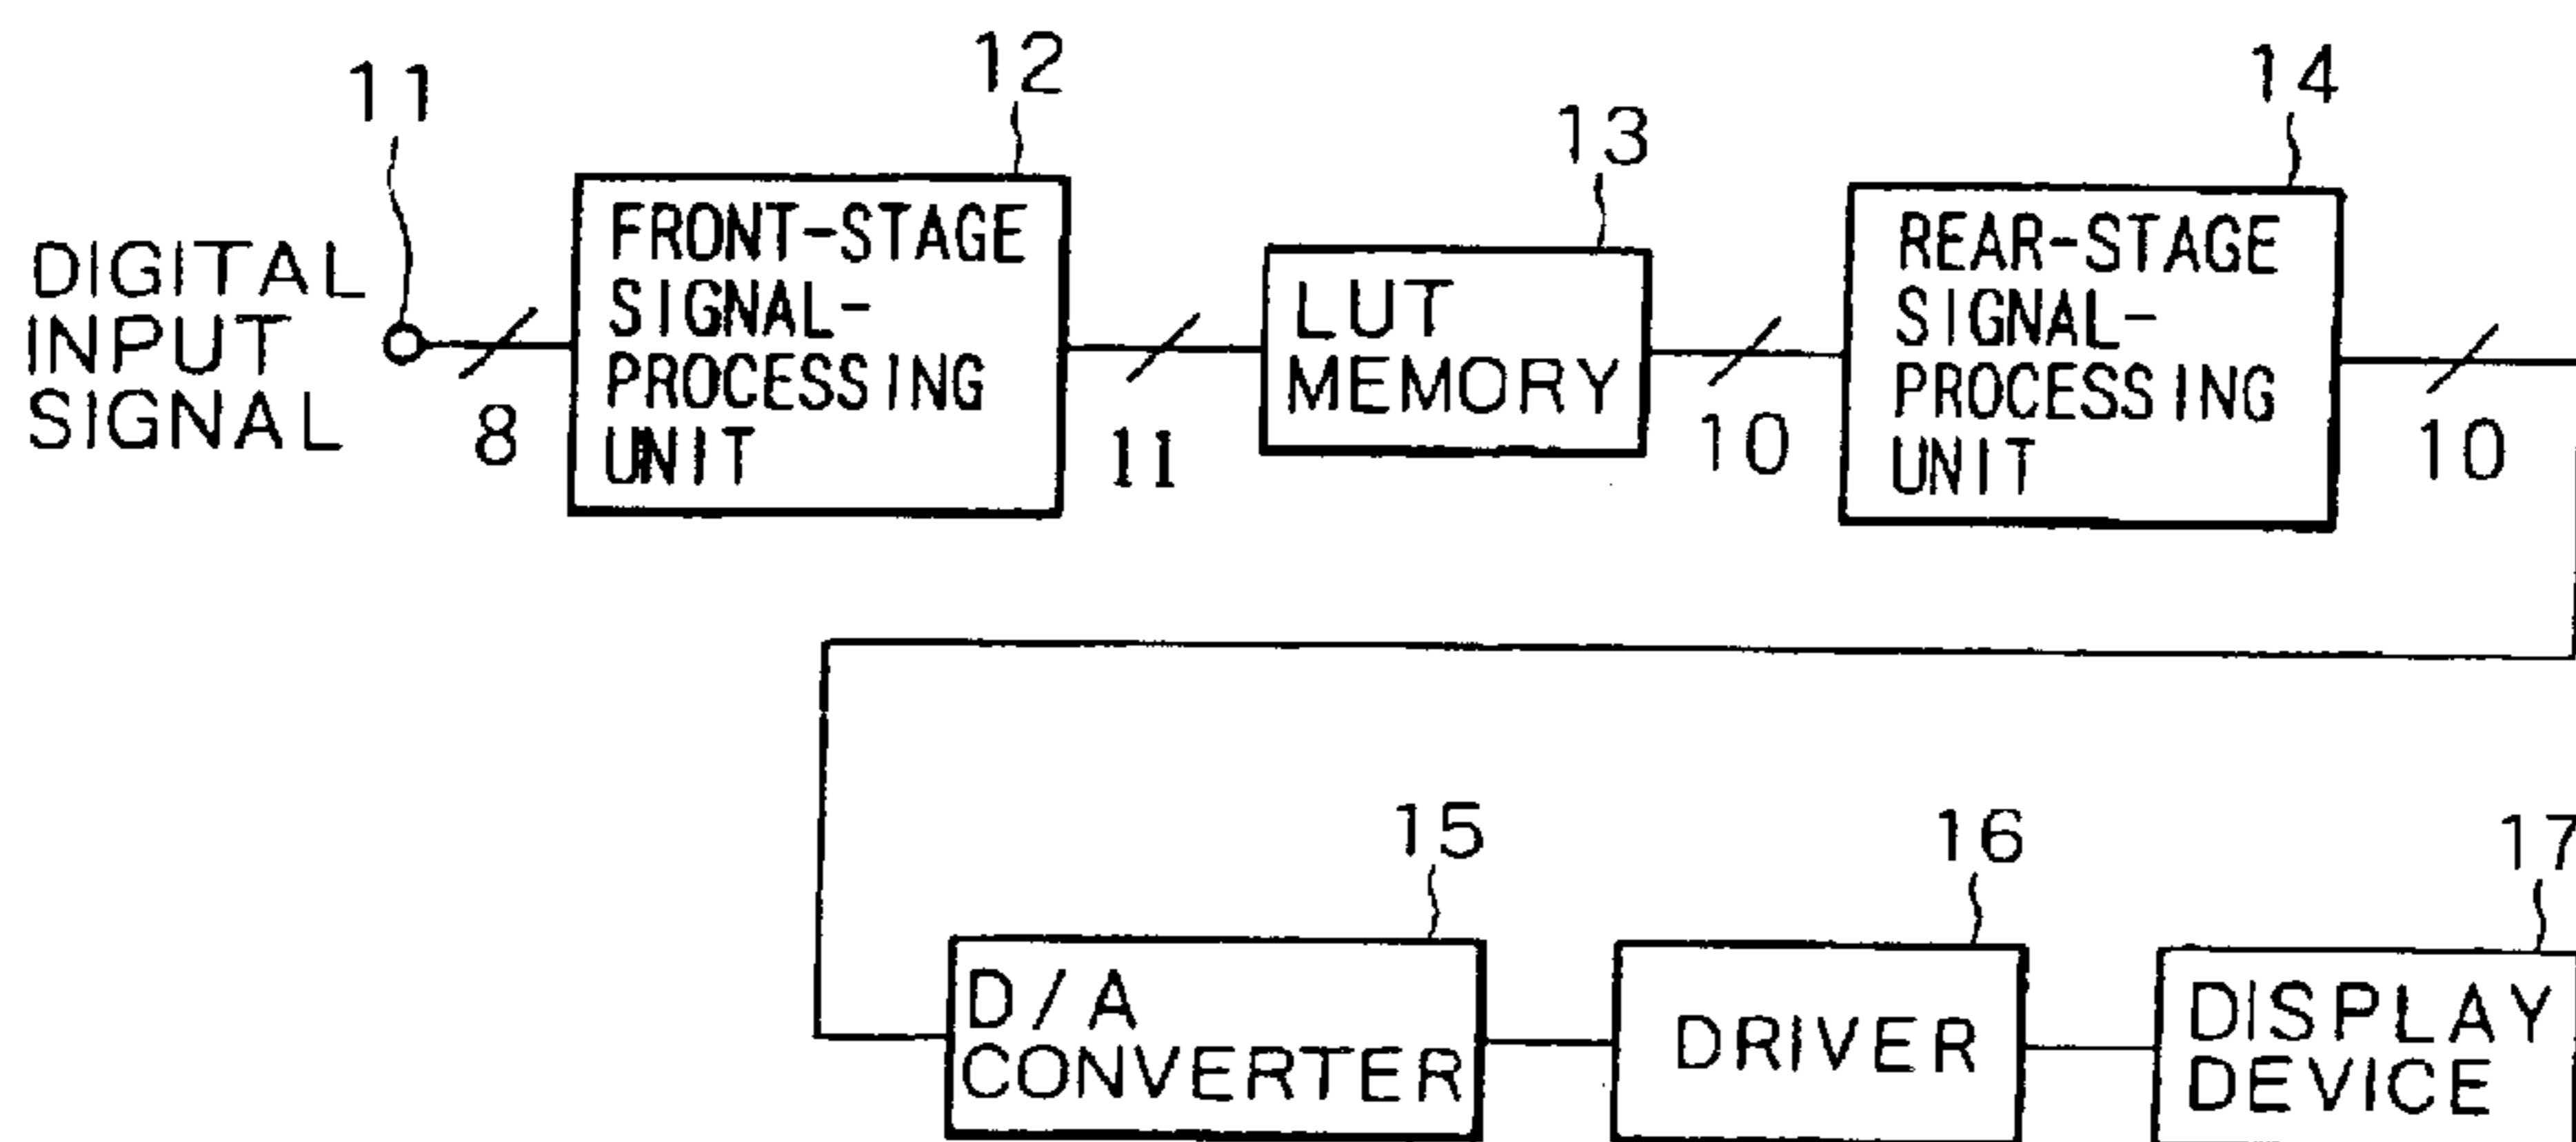 11
12
13
14
DIGITAL
INPUT
SIGNAL
8
FRONT-STAGE
SIGNAL-
PROCESSING
UNIT
11
LUT
MEMORY
10
REAR-STAGE
SIGNAL-
PROCESSING
UNIT
10
15
16
17
D/A
CONVERTER
DRIVER
DISPLAY
DEVICE